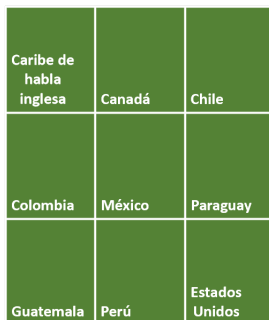 Caribe de
habla
inglesa
Canadá
Chile
Colombia
México
Paraguay
Guatemala
Perú
Estados
Unidos